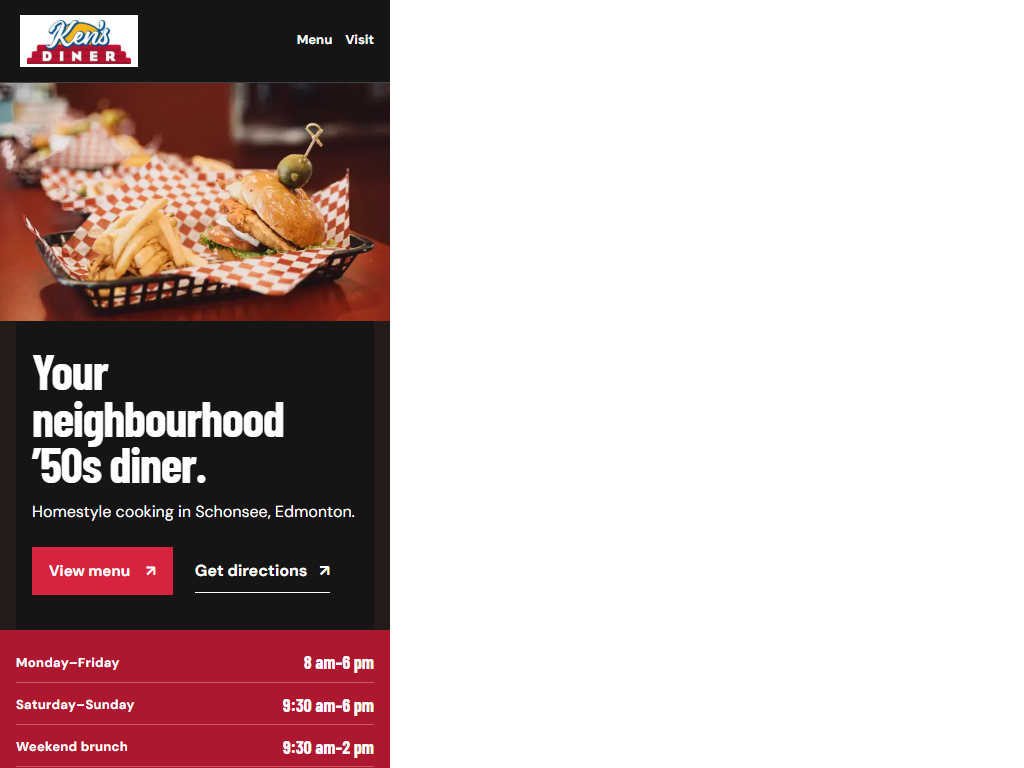 Ken's
DINER
Menu Visit
Your
neighbourhood
’50s diner.
Homestyle cooking in Schonsee, Edmonton.
View menu Get directions
Monday–Friday 8 am–6 pm
Saturday–Sunday 9:30 am–6 pm
Weekend brunch 9:30 am–2 pm